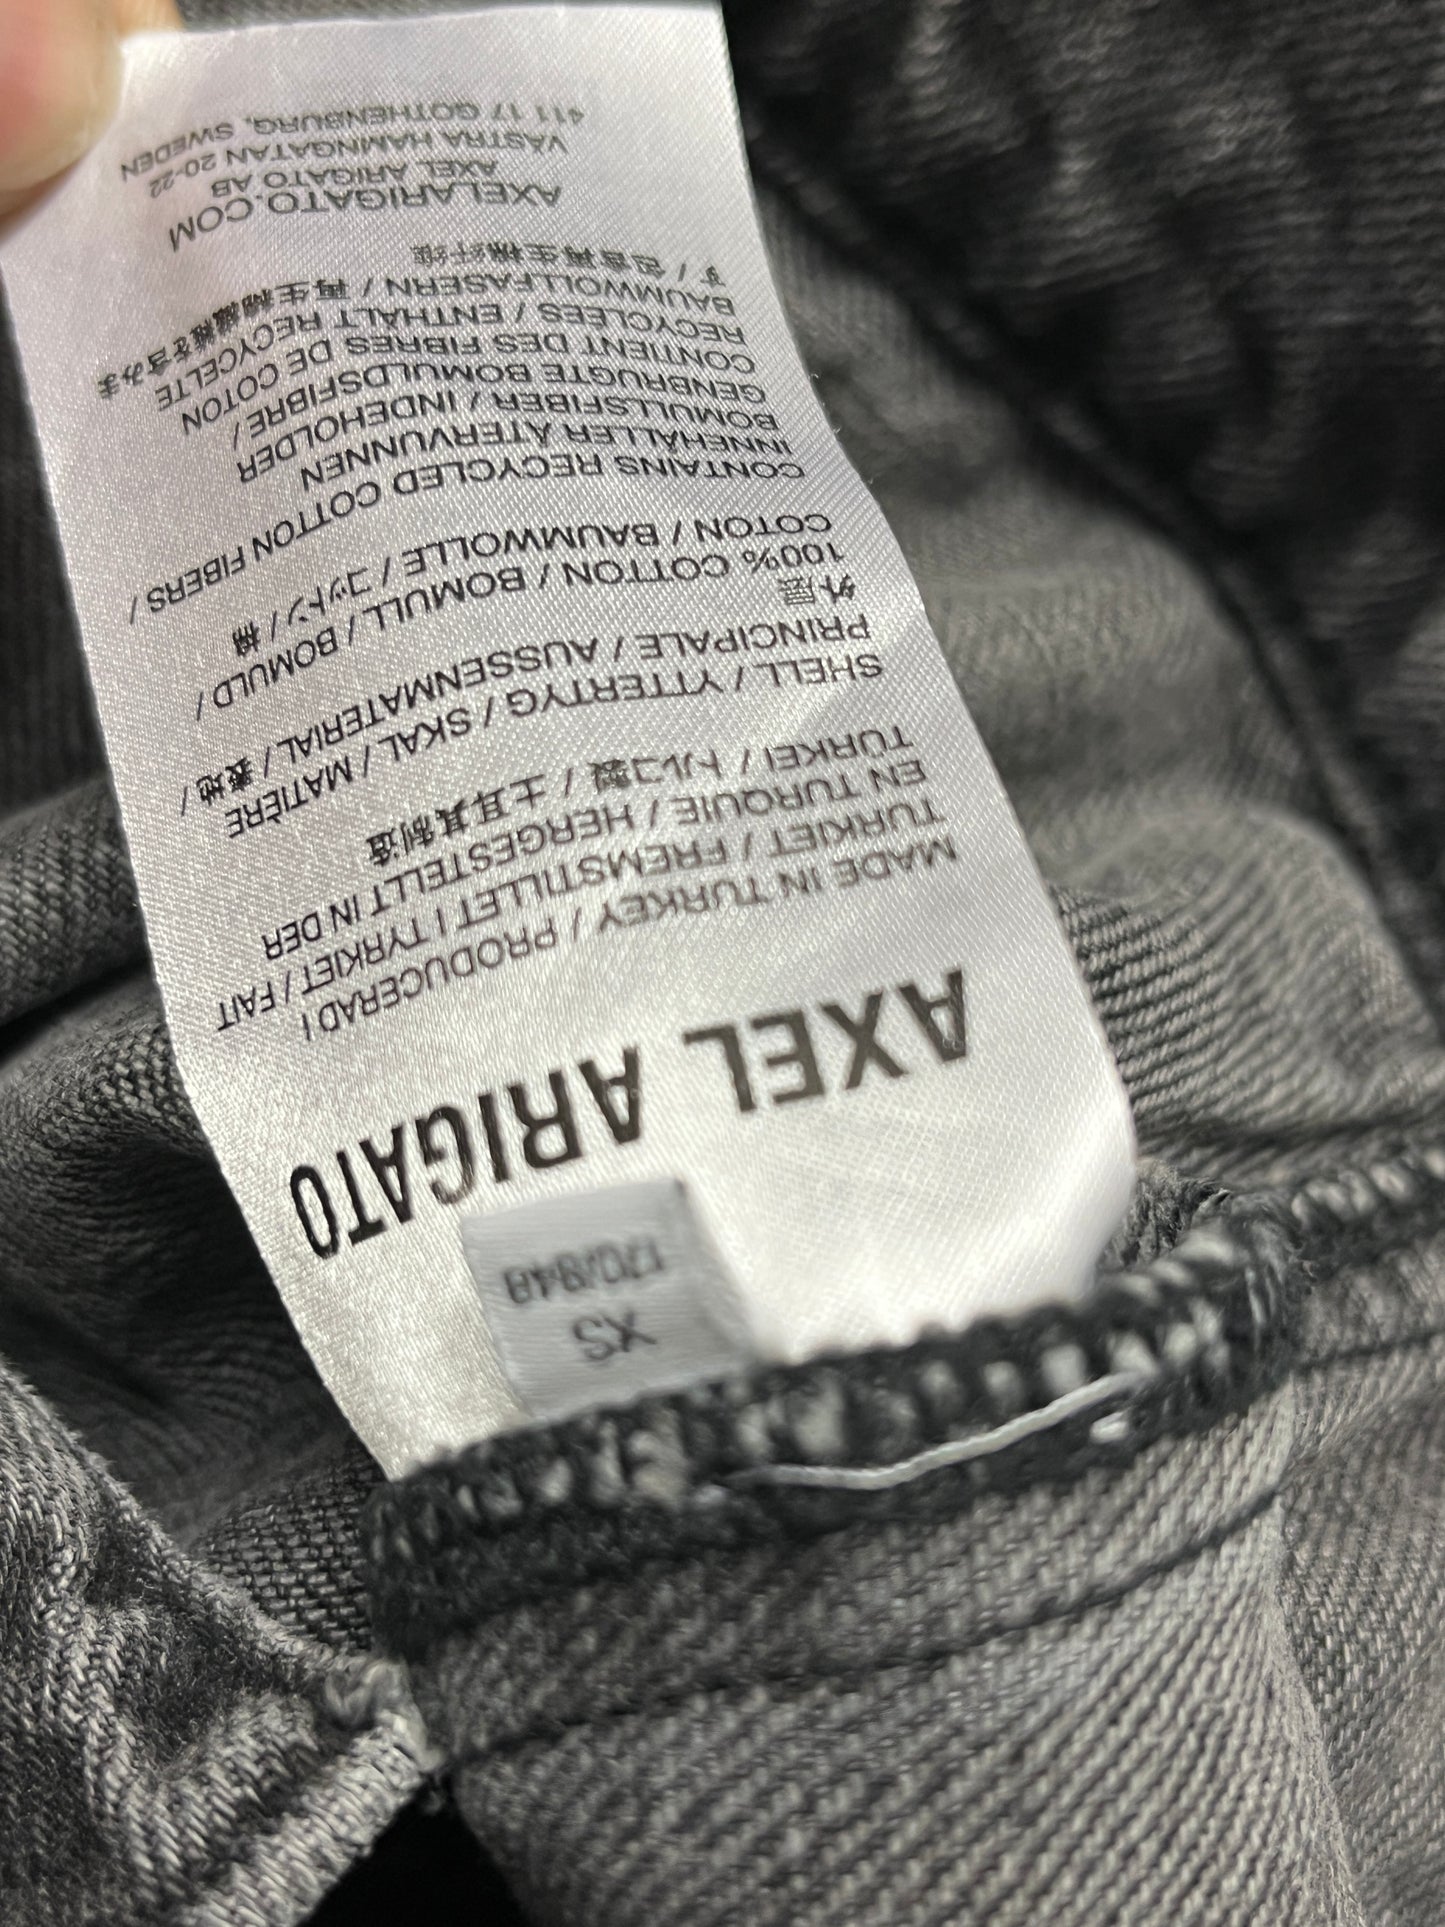 XS
170/84B
AXEL ARIGATO
MADE IN TURKEY / PRODUCERAD I
TURKIET / FREMSTILLET I TYRKIET / FAIT
EN TURQUIE / HERGESTELLT IN DER
TÜRKEI / トルコ製 / 土耳其制造
SHELL / YTTERTYG / SKAL / MATIÈRE
PRINCIPALE / AUSSENMATERIAL / 表地 /
外层
100% COTTON / BOMULL / BOMULD /
COTON / BAUMWOLLE / コットン / 棉
CONTAINS RECYCLED COTTON FIBERS /
INNEHÅLLER ÅTERVUNNEN
BOMULLSFIBER / INDEHOLDER
GENBRUGTE BOMULDSFIBRE /
CONTIENT DES FIBRES DE COTON
RECYCLÉES / ENTHÄLT RECYCELTE
BAUMWOLLFASERN / 再生棉繊維を含みま
す / 包含再生棉纤维
AXELARIGATO.COM
AXEL ARIGATO AB
VÄSTRA HAMNGATAN 20-22
411 17 GOTHENBURG, SWEDEN